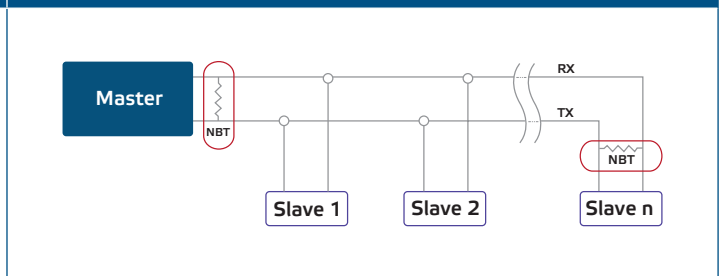 RX
Master
TX
NBT
NBT
Slave 1
Slave 2
Slave n